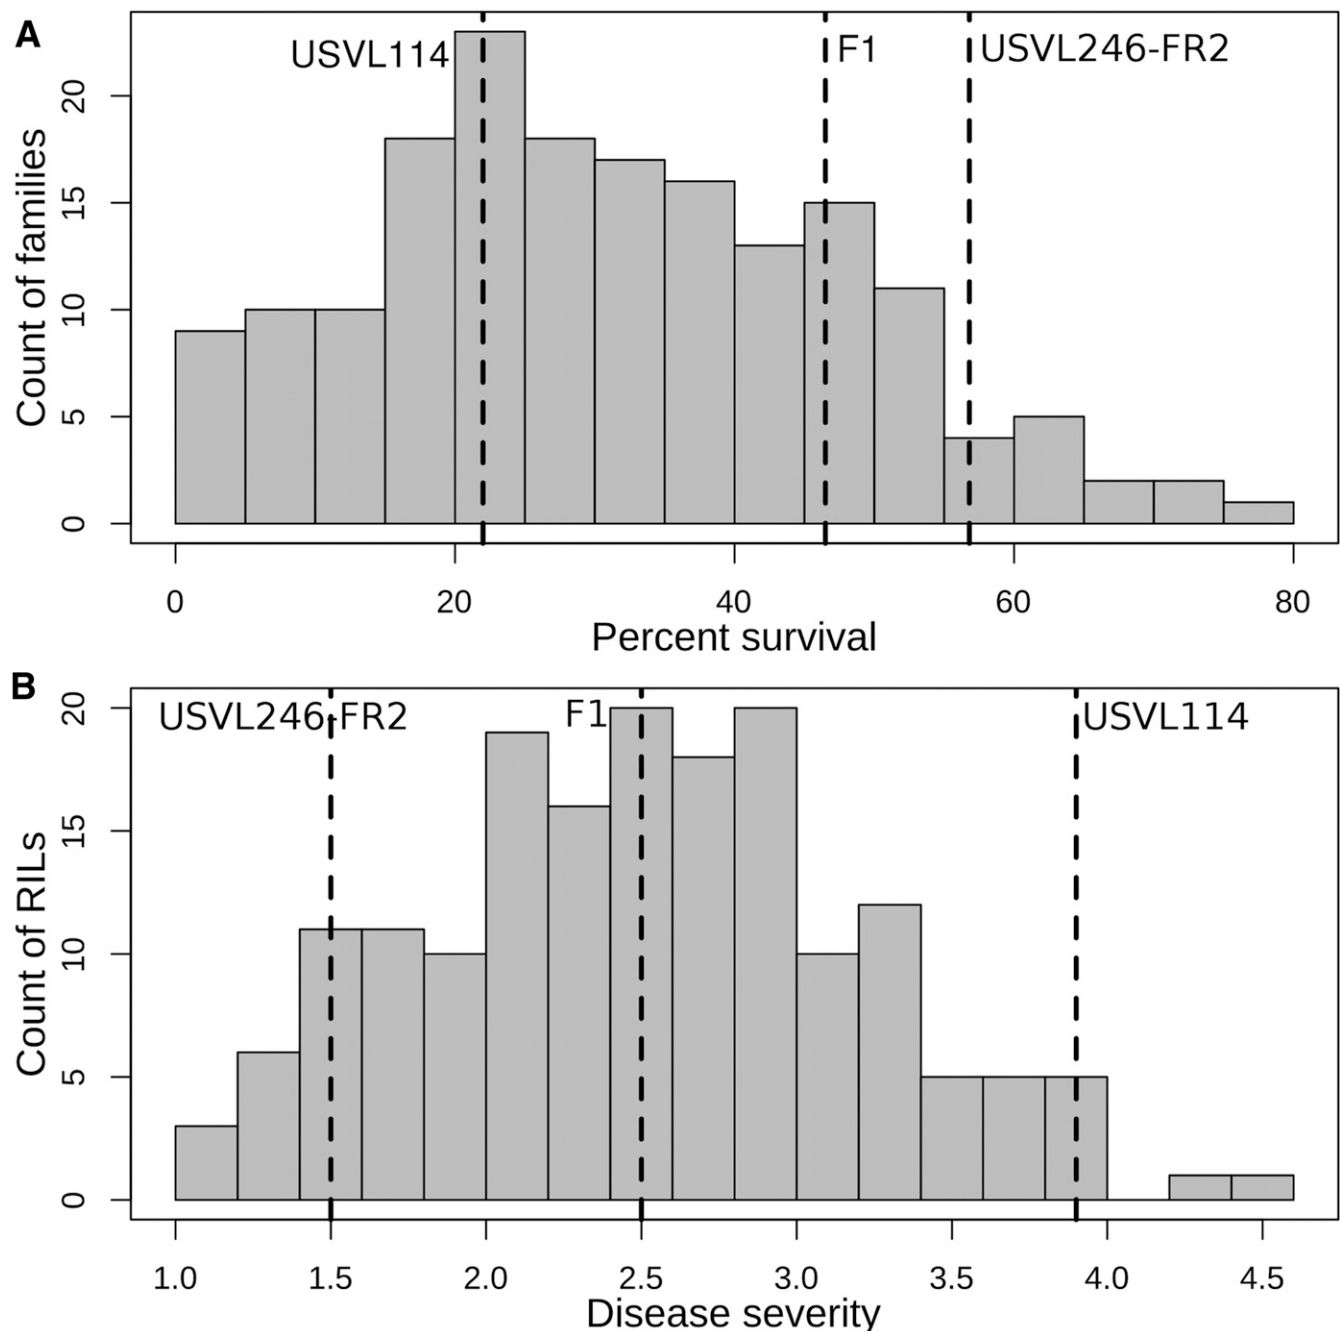 A
USVL114
F1
USVL246-FR2
Count of families
20
15
10
5
0
0 20 40 60 80
Percent survival
B
USVL246-FR2
F1
USVL114
Count of RILs
20
15
10
5
0
1.0 1.5 2.0 2.5 3.0 3.5 4.0 4.5
Disease severity